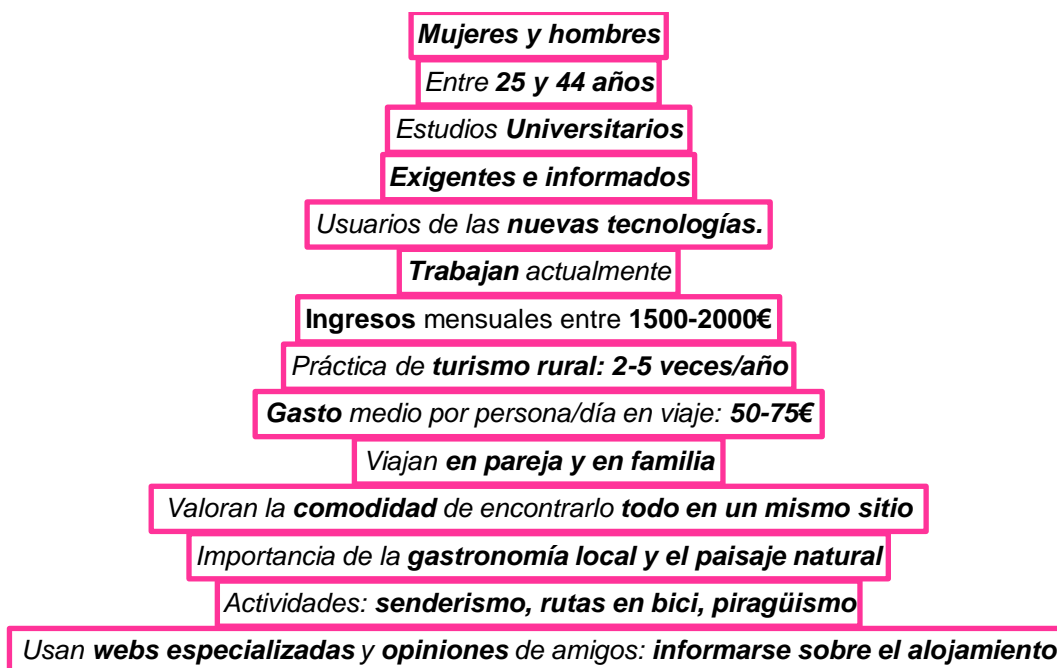 Mujeres y hombres
Entre 25 y 44 años
Estudios Universitarios
Exigentes e informados
Usuarios de las nuevas tecnologías.
Trabajan actualmente
Ingresos mensuales entre 1500-2000€
Práctica de turismo rural: 2-5 veces/año
Gasto medio por persona/día en viaje: 50-75€
Viajan en pareja y en familia
Valoran la comodidad de encontrarlo todo en un mismo sitio
Importancia de la gastronomía local y el paisaje natural
Actividades: senderismo, rutas en bici, piragüismo
Usan webs especializadas y opiniones de amigos: informarse sobre el alojamiento